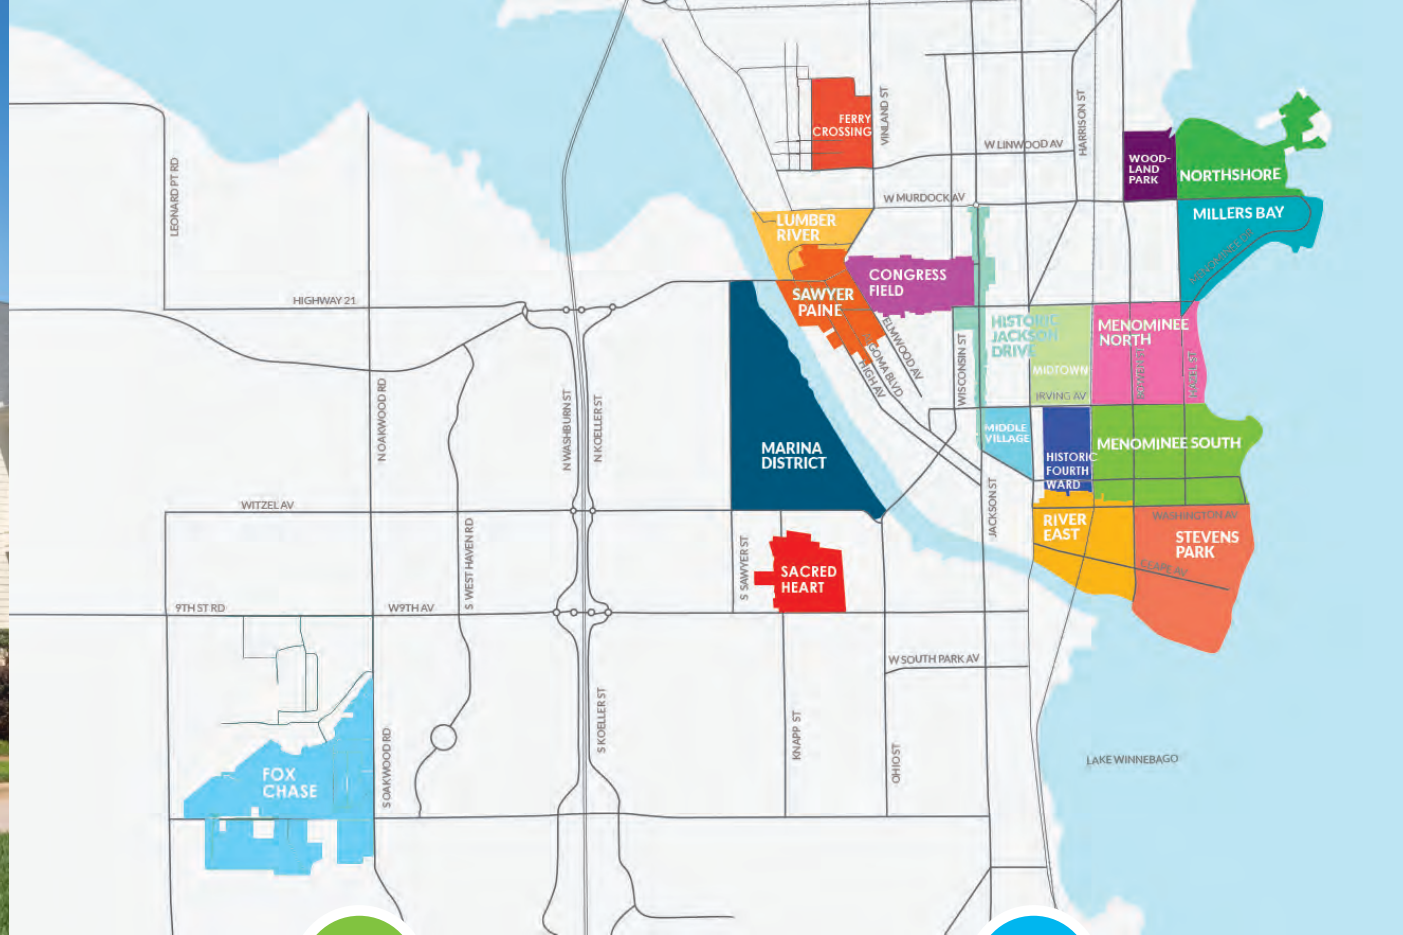 FERRY
CROSSING
VINLAND ST
HARRISON ST
W LINWOOD AV
WOOD-
LAND
PARK
NORTHSHORE
LEONARD PT RD
W MURDOCK AV
MILLERS BAY
LUMBER
RIVER
CONGRESS
FIELD
SAWYER
PAINE
HIGHWAY 21
HISTORIC
JACKSON
DRIVE
MENOMINEE
NORTH
ELMWOOD AV
ALGOMA BLVD
HIGH AV
WISCONSIN ST
MIDTOWN
IRVING AV
HAZEL ST
N OAKWOOD RD
N WASHBURN ST
N KOELLER ST
MARINA
DISTRICT
MIDDLE
VILLAGE
HISTORIC
FOURTH
WARD
MENOMINEE SOUTH
WITZEL AV
JACKSON ST
RIVER
EAST
WASHINGTON AV
STEVENS
PARK
S WEST HAVEN RD
S SAWYER ST
SACRED
HEART
9TH ST RD
W 9TH AV
W SOUTH PARK AV
S KOELLER ST
KNAPP ST
OHIO ST
S OAKWOOD RD
FOX
CHASE
LAKE WINNEBAGO